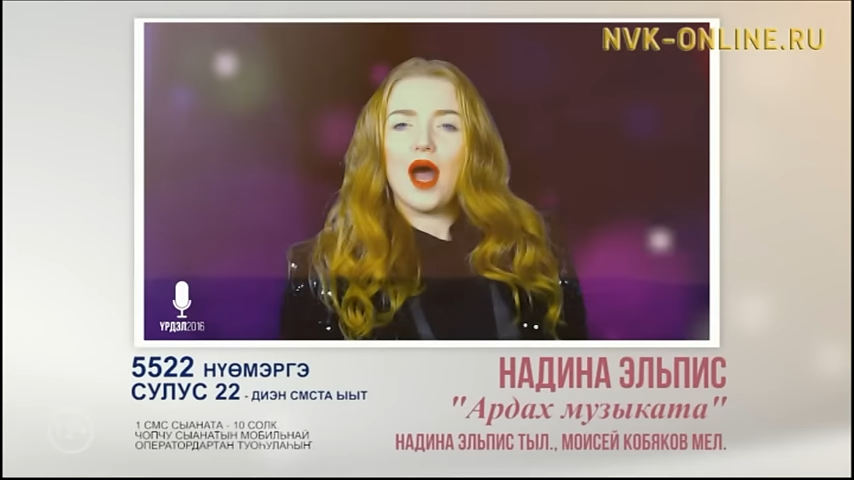 NVK-ONLINE.RU
ҮРДЭЛ2016
5522 НҮӨМЭРГЭ
СУЛУС 22 - ДИЭН СМСТА ЫЫТ
1 СМС СЫАНАТА - 10 СОЛК
ЧОПЧУ СЫАНАТЫН МОБИЛЬНАЙ
ОПЕРАТОРДАРТАН ТУОҺУЛАҺЫҤ
НАДИНА ЭЛЬПИС
"Ардах музыката"
НАДИНА ЭЛЬПИС ТЫЛ., МОИСЕЙ КОБЯКОВ МЕЛ.